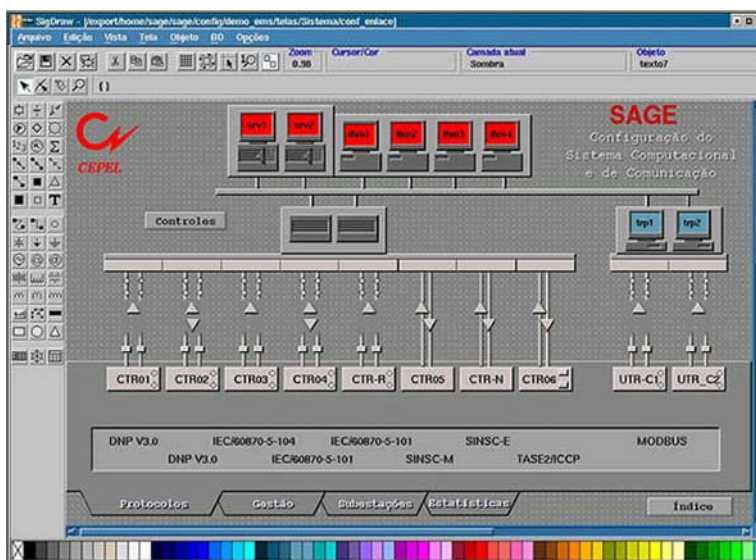 SigDraw - [/export/home/sage/sage/config/demo_ems/telas/Sistema/conf_enlace]
Arquivo Edição Vista Tela Objeto BD Opções
Zoom Cursor/Cor Camada atual Objeto
0.98 Sombra texto7
CEPEL
srv1 srv2
SAGE
Configuração do
Sistema Computacional
e de Comunicação
Controles
trp1 trp2
CTR01 CTR02 CTR03 CTR04 CTR-R CTR05 CTR-N CTR06 UTR-C1 UTR_C2
DNP V3.0 IEC/60870-5-104 IEC/60870-5-101 SINSC-E MODBUS
DNP V3.0 IEC/60870-5-101 SINSC-M TASE2/ICCP
Protocolos Gestão Subestações Estatísticas Índice